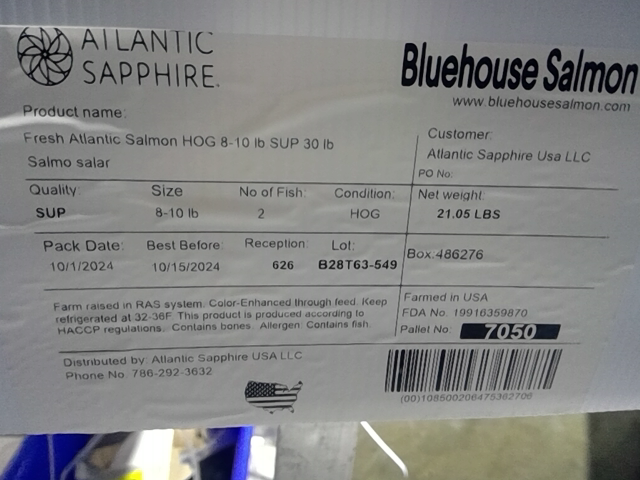 ATLANTIC
SAPPHIRE.
Bluehouse Salmon
www.bluehousesalmon.com
Product name:
Fresh Atlantic Salmon HOG 8-10 lb SUP 30 lb
Salmo salar
Customer:
Atlantic Sapphire Usa LLC
PO No:
Quality: Size No of Fish: Condition: Net weight:
SUP 8-10 lb 2 HOG 21.05 LBS
Pack Date: Best Before: Reception: Lot:
10/1/2024 10/15/2024 626 B28T63-549
Box:486276
Farm raised in RAS system. Color-Enhanced through feed. Keep
refrigerated at 32-36F. This product is produced according to
HACCP regulations. Contains bones. Allergen: Contains fish.
Farmed in USA
FDA No. 19916359870
Pallet No: 7050
Distributed by: Atlantic Sapphire USA LLC
Phone No. 786-292-3632
(00)108500206475362706